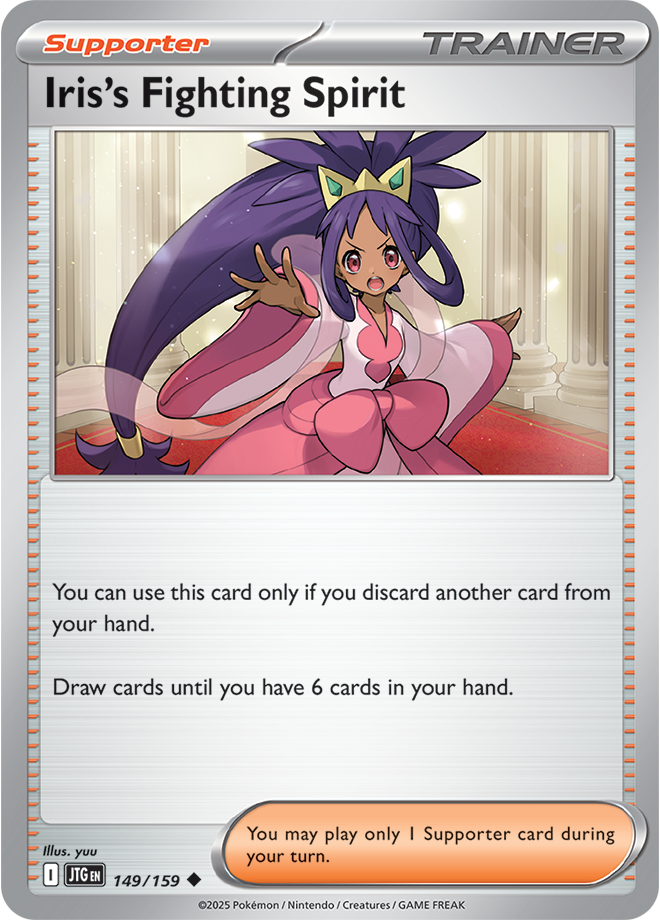 Supporter
TRAINER
Iris's Fighting Spirit
You can use this card only if you discard another card from
your hand.
Draw cards until you have 6 cards in your hand.
Illus. yuu
You may play only 1 Supporter card during
your turn.
I JTG EN 149/159
©2025 Pokémon / Nintendo / Creatures / GAME FREAK